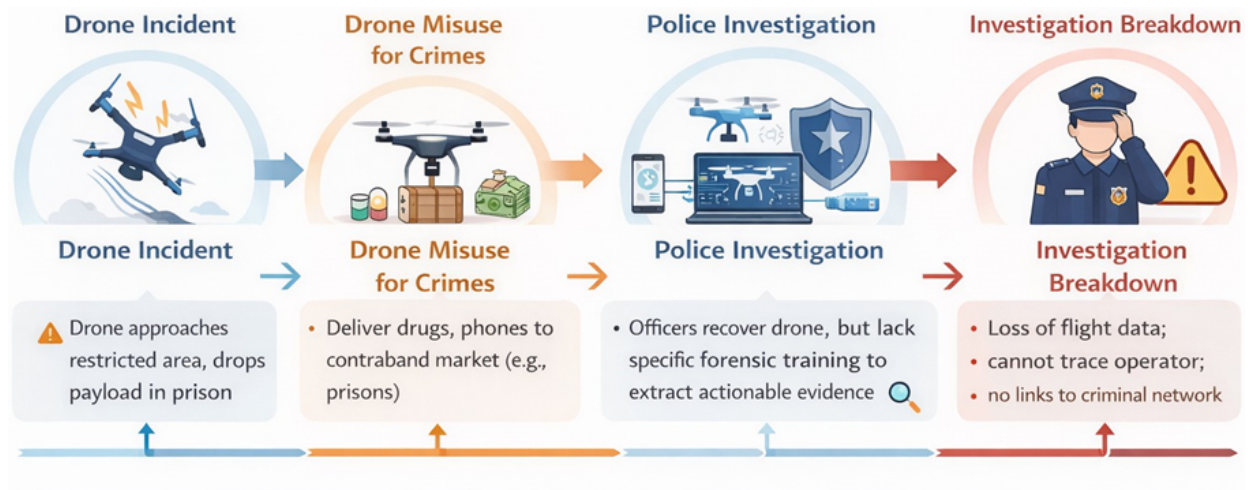 Drone Incident
Drone Misuse
for Crimes
Police Investigation
Investigation Breakdown
Drone Incident
Drone Misuse
for Crimes
Police Investigation
Investigation
Breakdown
Drone approaches
restricted area, drops
payload in prison
• Deliver drugs, phones to
contraband market (e.g.,
prisons)
• Officers recover drone, but lack
specific forensic training to
extract actionable evidence
• Loss of flight data;
• cannot trace operator;
• no links to criminal network